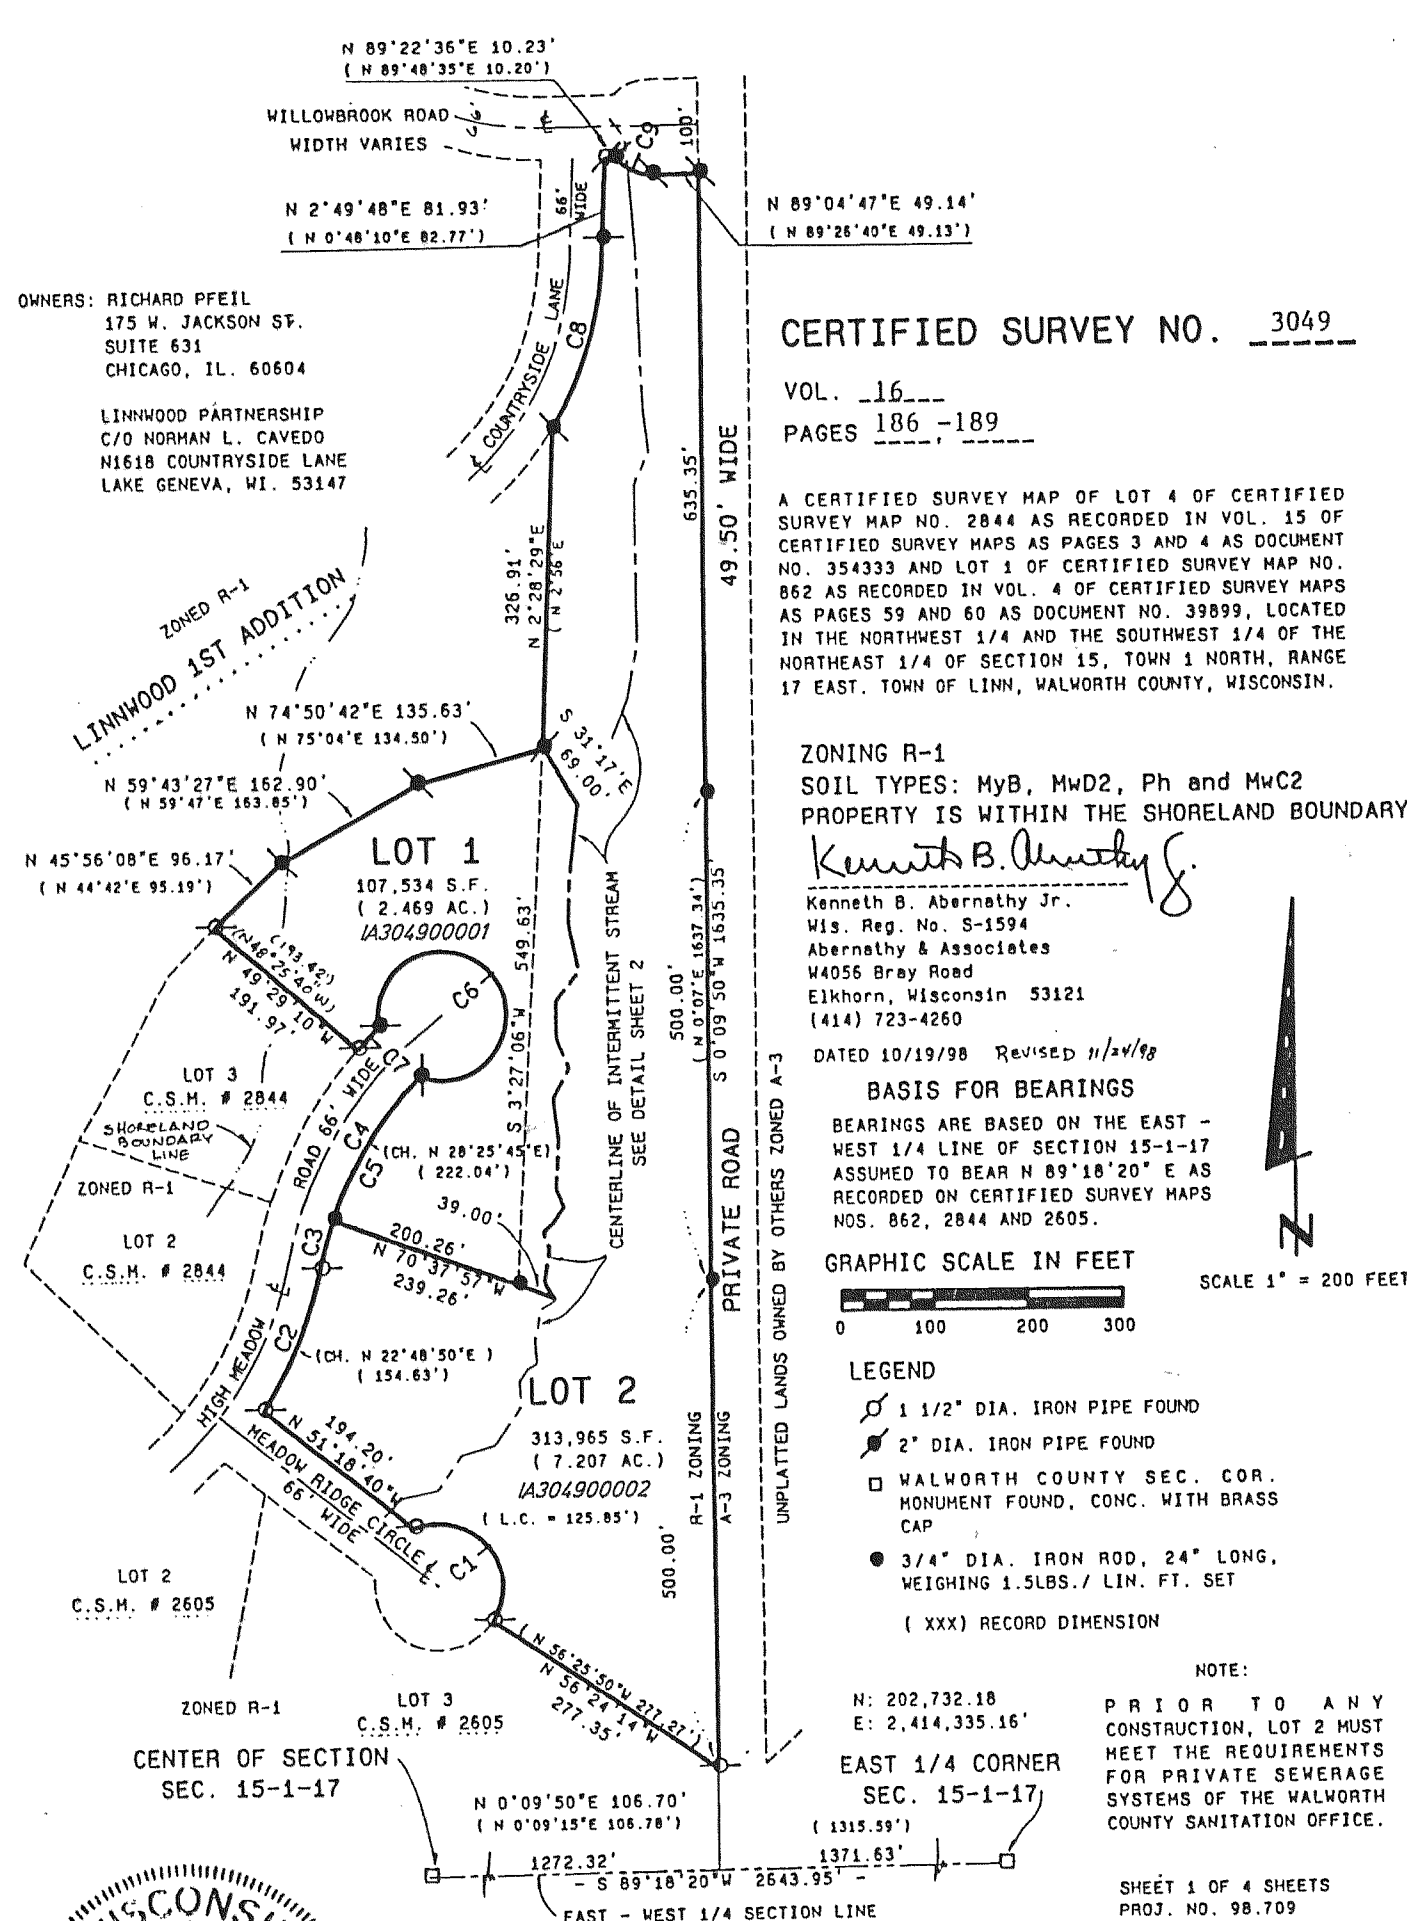 N 89°22'36"E 10.23'
( N 89°48'35"E 10.20')
WILLOWBROOK ROAD
WIDTH VARIES
66'
100'
C9
66'
WIDE
N 2°49'48"E 81.93'
( N 0°48'10"E 82.77')
N 89°04'47"E 49.14'
( N 89°26'40"E 49.13')
OWNERS: RICHARD PFEIL
175 W. JACKSON ST.
SUITE 631
CHICAGO, IL. 60604
LINNWOOD PARTNERSHIP
C/O NORMAN L. CAVEDO
N1618 COUNTRYSIDE LANE
LAKE GENEVA, WI. 53147
COUNTRYSIDE LANE
C8
CERTIFIED SURVEY NO. 3049
VOL. 16
PAGES 186 - 189
A CERTIFIED SURVEY MAP OF LOT 4 OF CERTIFIED
SURVEY MAP NO. 2844 AS RECORDED IN VOL. 15 OF
CERTIFIED SURVEY MAPS AS PAGES 3 AND 4 AS DOCUMENT
NO. 354333 AND LOT 1 OF CERTIFIED SURVEY MAP NO.
862 AS RECORDED IN VOL. 4 OF CERTIFIED SURVEY MAPS
AS PAGES 59 AND 60 AS DOCUMENT NO. 39899, LOCATED
IN THE NORTHWEST 1/4 AND THE SOUTHWEST 1/4 OF THE
NORTHEAST 1/4 OF SECTION 15, TOWN 1 NORTH, RANGE
17 EAST. TOWN OF LINN, WALWORTH COUNTY, WISCONSIN.
635.35'
49.50' WIDE
326.91'
N 2°28'29"E
( N 2°56'E
ZONED R-1
LINNWOOD 1ST ADDITION
N 74°50'42"E 135.63'
( N 75°04'E 134.50')
S 31°17'E
69.00'
N 59°43'27"E 162.90'
( N 59°47'E 163.85')
N 45°56'08"E 96.17'
( N 44°42'E 95.19')
LOT 1
107,534 S.F.
( 2.469 AC.)
IA304900001
ZONING R-1
SOIL TYPES: MyB, MwD2, Ph and MwC2
PROPERTY IS WITHIN THE SHORELAND BOUNDARY
Kenneth B. Abernathy Jr.
Kenneth B. Abernathy Jr.
Wis. Reg. No. S-1594
Abernathy & Associates
W4056 Bray Road
Elkhorn, Wisconsin 53121
(414) 723-4260
DATED 10/19/98 REVISED 11/24/98
(193.42')
(N48°25'40"W)
N 49°29'10"W
191.97'
C6
C7
S 3°27'06"W 549.63'
CENTERLINE OF INTERMITTENT STREAM
SEE DETAIL SHEET 2
500.00'
( N 0°07'E 1637.34')
S 0°09'50"W 1635.35'
BASIS FOR BEARINGS
BEARINGS ARE BASED ON THE EAST -
WEST 1/4 LINE OF SECTION 15-1-17
ASSUMED TO BEAR N 89°18'20" E AS
RECORDED ON CERTIFIED SURVEY MAPS
NOS. 862, 2844 AND 2605.
LOT 3
C.S.M. # 2844
SHORELAND
BOUNDARY
LINE
ZONED R-1
LOT 2
C.S.M. # 2844
HIGH MEADOW ROAD 66' WIDE
C4
C5
(CH. N 28°25'45"E)
( 222.04')
39.00'
200.26'
N 70°37'57"W
239.26'
C3
C2
(CH. N 22°48'50"E )
( 154.63')
PRIVATE ROAD
UNPLATTED LANDS OWNED BY OTHERS ZONED A-3
GRAPHIC SCALE IN FEET
0 100 200 300
N
SCALE 1" = 200 FEET
LEGEND
1 1/2" DIA. IRON PIPE FOUND
2" DIA. IRON PIPE FOUND
WALWORTH COUNTY SEC. COR.
MONUMENT FOUND, CONC. WITH BRASS
CAP
3/4" DIA. IRON ROD, 24" LONG,
WEIGHING 1.5LBS./ LIN. FT. SET
( XXX) RECORD DIMENSION
LOT 2
313,965 S.F.
( 7.207 AC.)
IA304900002
( L.C. = 125.85')
R-1 ZONING
A-3 ZONING
500.00'
194.20'
N 51°18'40"W
MEADOW RIDGE CIRCLE
66' WIDE
C1
LOT 2
C.S.M. # 2605
ZONED R-1
LOT 3
C.S.M. # 2605
( N 56°25'50"W 277.27')
N 56°24'14"W
277.35'
NOTE:
PRIOR TO ANY
CONSTRUCTION, LOT 2 MUST
MEET THE REQUIREMENTS
FOR PRIVATE SEWERAGE
SYSTEMS OF THE WALWORTH
COUNTY SANITATION OFFICE.
N: 202,732.18
E: 2,414,335.16'
EAST 1/4 CORNER
SEC. 15-1-17
CENTER OF SECTION
SEC. 15-1-17
N 0°09'50"E 106.70'
( N 0°09'15"E 106.78')
( 1315.59')
1272.32' 1371.63'
- S 89°18'20"W 2643.95' -
EAST - WEST 1/4 SECTION LINE
SHEET 1 OF 4 SHEETS
PROJ. NO. 98.709
WISCONSIN